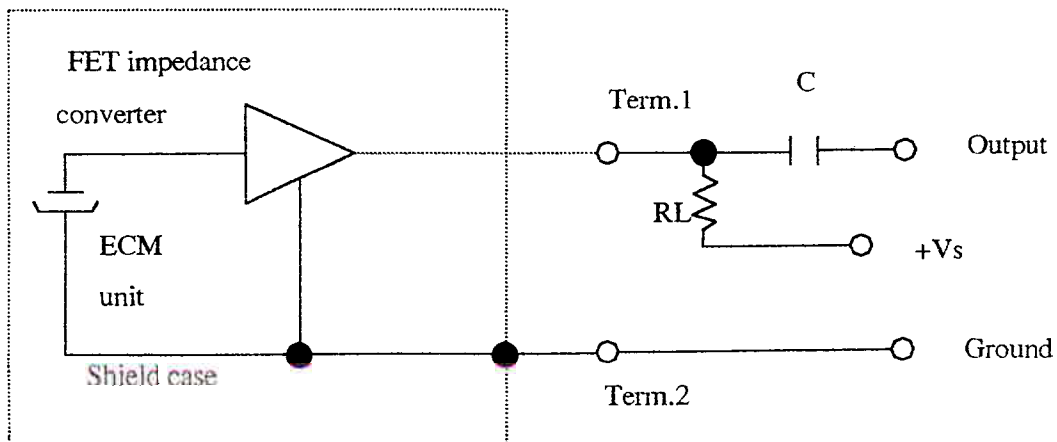 FET impedance
converter
Term.1
C
Output
RL
+Vs
ECM
unit
Ground
Shield case
Term.2